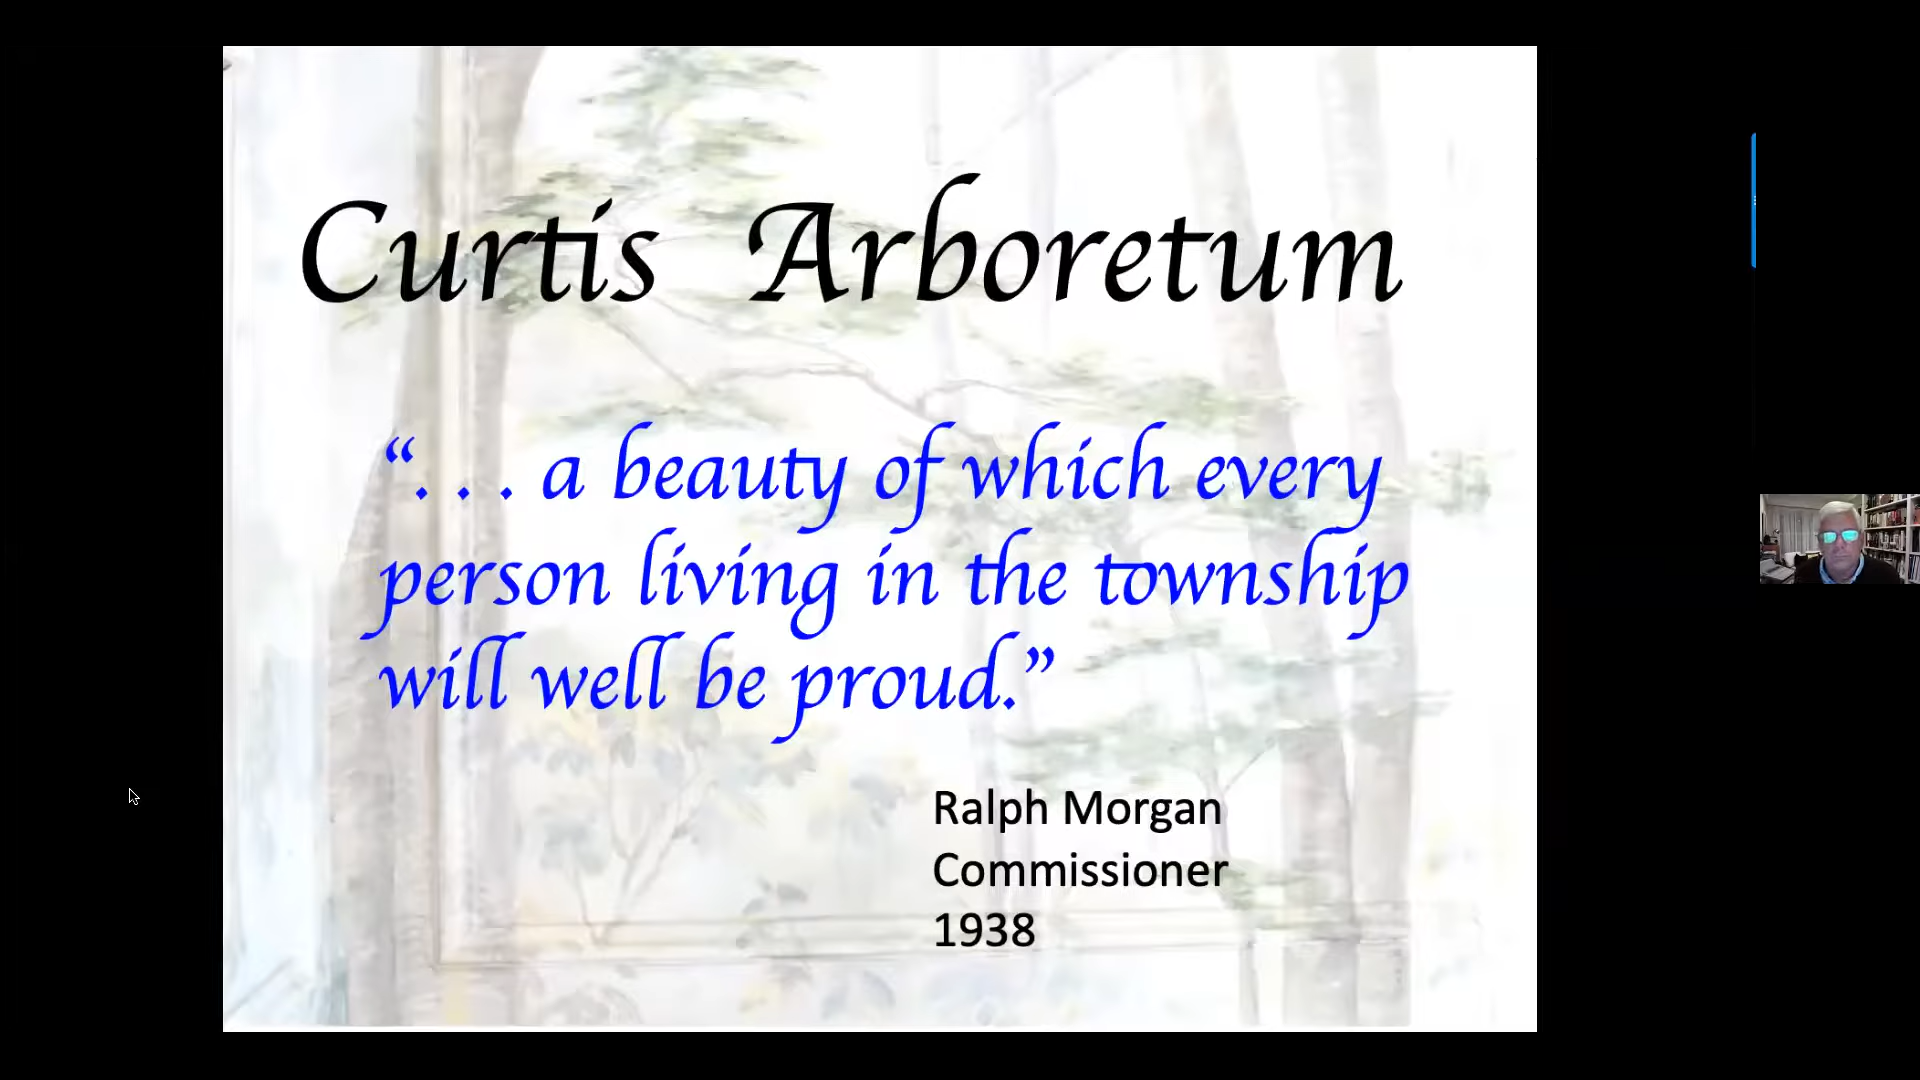 Curtis Arboretum
“. . . a beauty of which every
person living in the township
will well be proud.”
Ralph Morgan
Commissioner
1938